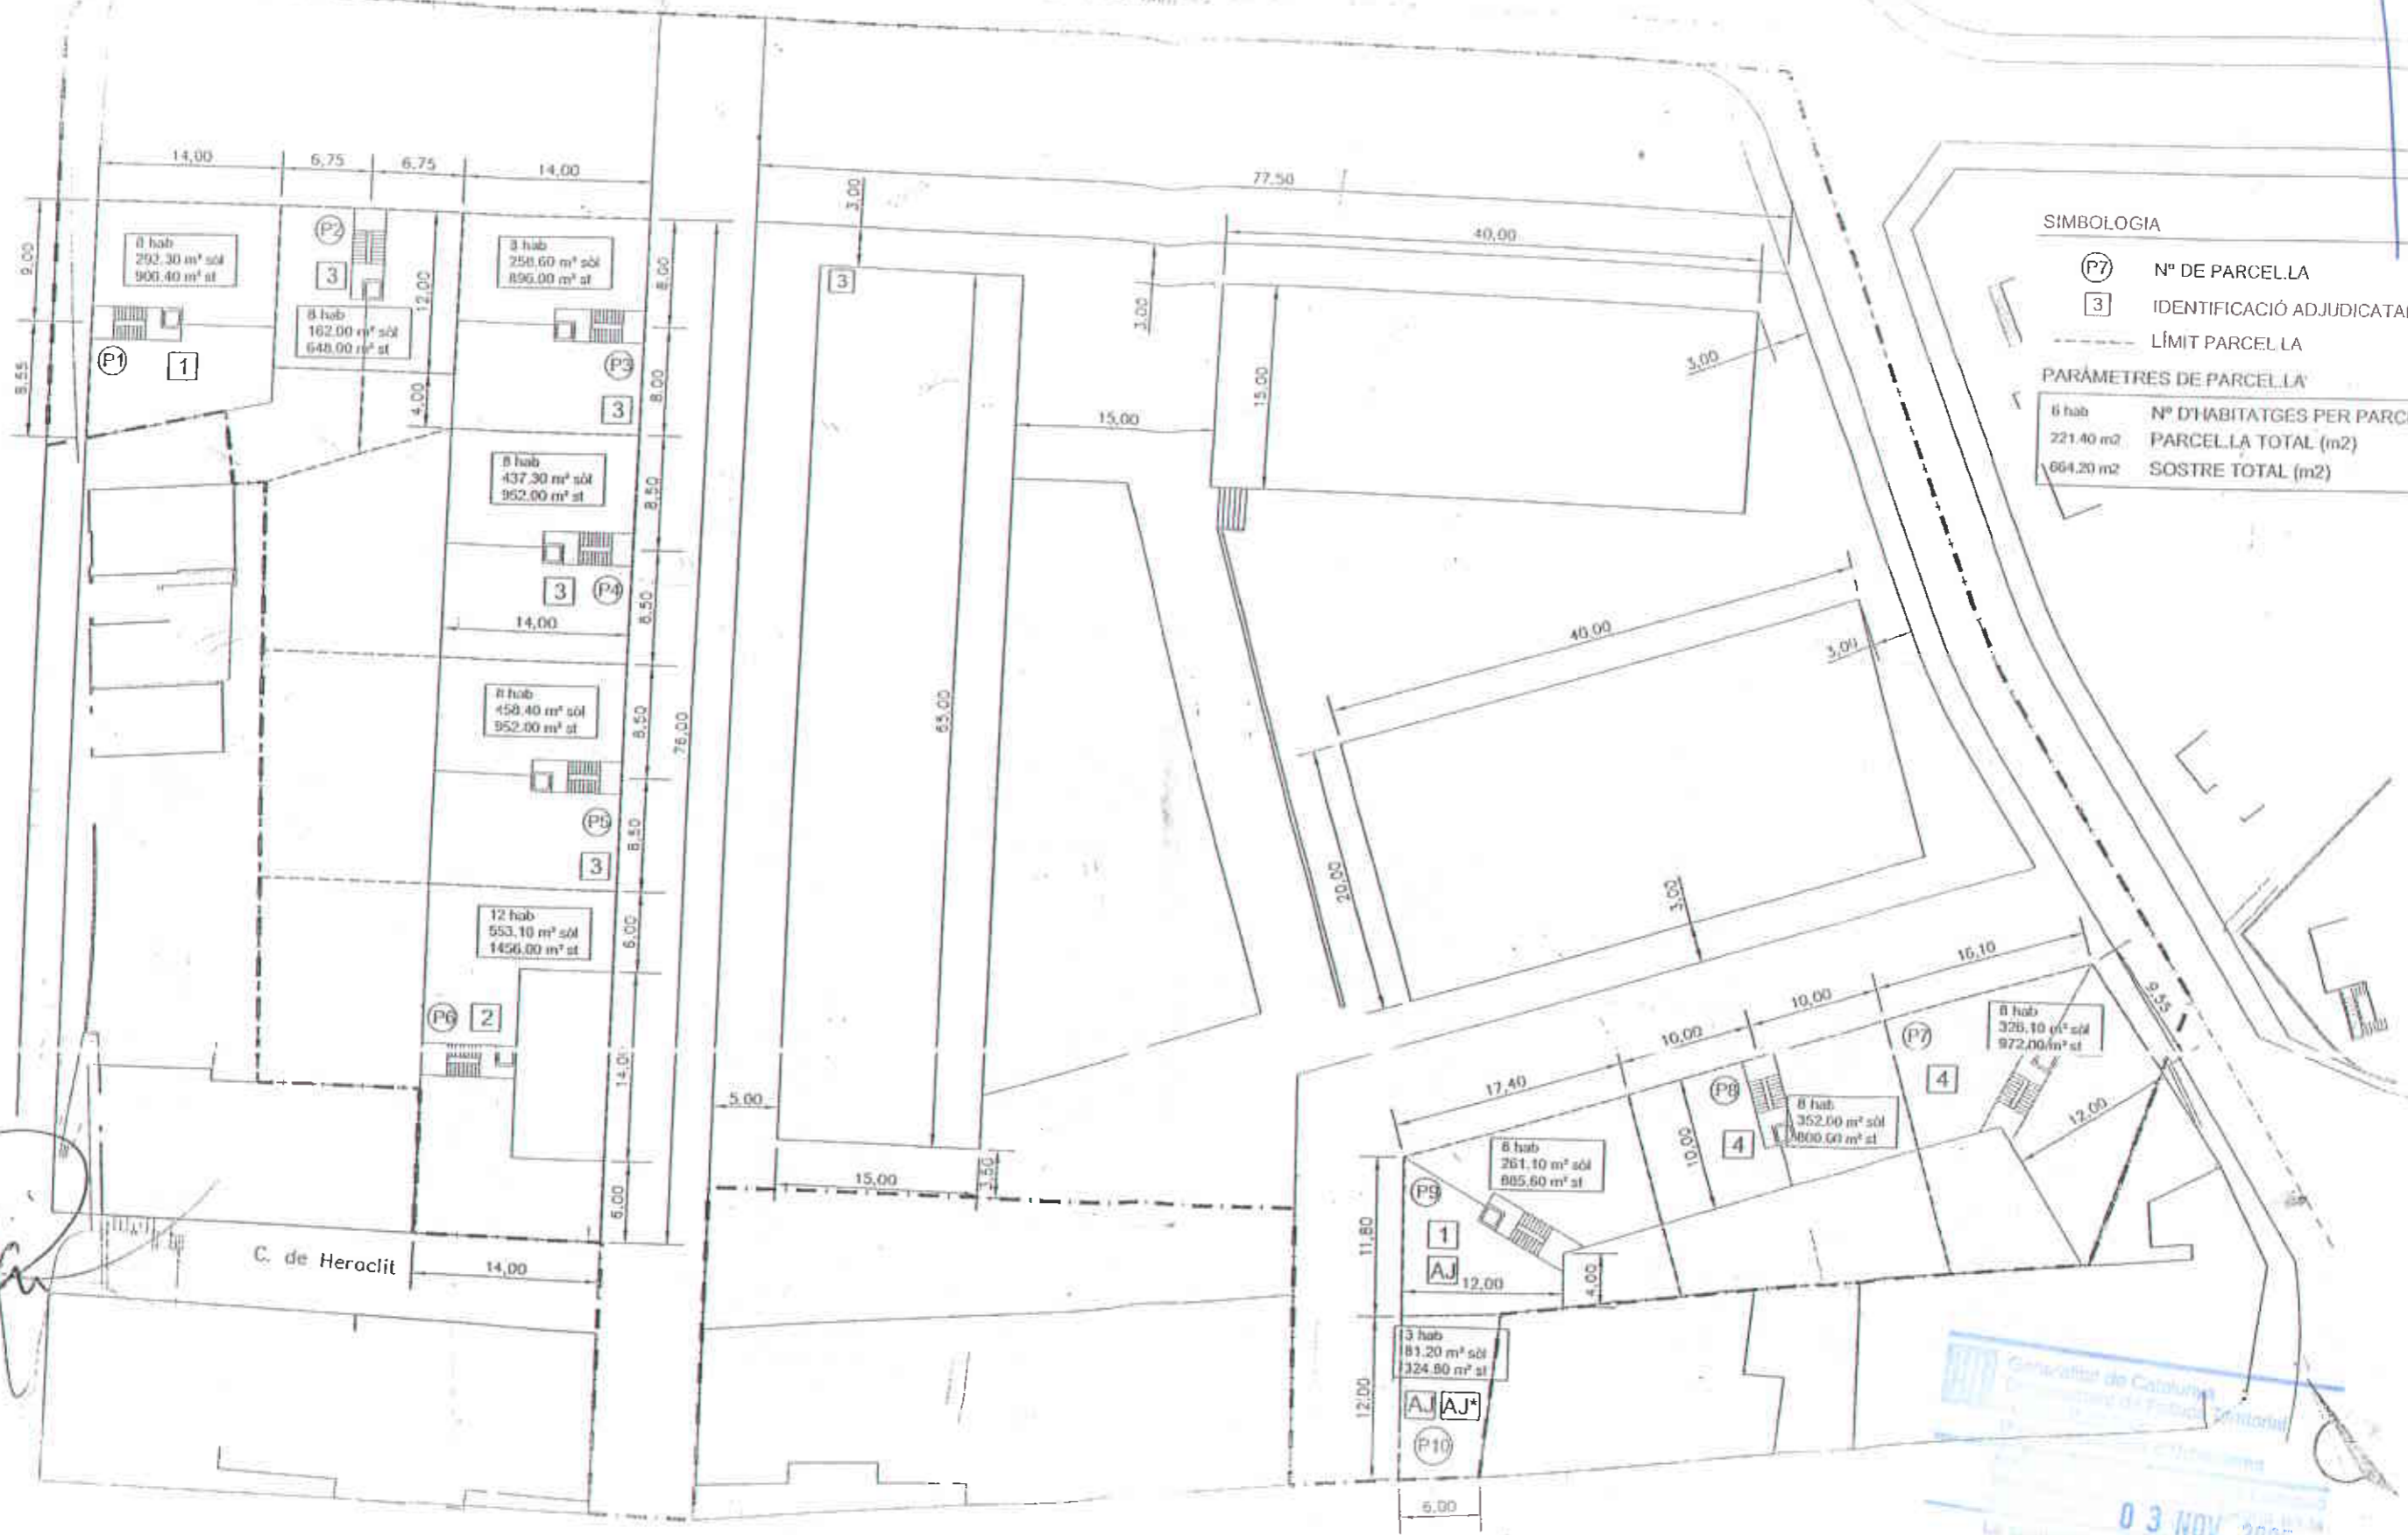 14,00
6,75
6,75
14,00
77,50
3,00
40,00
3,00
9,00
8,55
8 hab
292.30 m² sòl
906.40 m² st
P1
1
P2
3
12,00
8 hab
162.00 m² sòl
648.00 m² st
4,00
258.60 m² sòl
896.00 m² st
8,00
P3
8,00
3
3
15,00
15,00
3,00
SIMBOLOGIA
P7 Nº DE PARCEL.LA
3 IDENTIFICACIÓ ADJUDICATA
LÍMIT PARCEL.LA
PARÀMETRES DE PARCEL.LA
6 hab Nº D'HABITATGES PER PARC
221.40 m2 PARCEL.LA TOTAL (m2)
664.20 m2 SOSTRE TOTAL (m2)
8 hab
437.30 m² sòl
952.00 m² st
8,50
3
P4
8,50
14,00
40,00
3,00
8 hab
458.40 m² sòl
952.00 m² st
8,50
76,00
65,00
P5
8,50
3
20,00
3,00
12 hab
553.10 m² sòl
1456.00 m² st
6,00
P6
2
14,00
6,00
5,00
15,00
3,50
C. de Heraclit
14,00
16,10
10,00
10,00
17,40
9,55
P7
4
8 hab
326.10 m² sòl
972.00 m² st
12,00
P8
4
10,00
8 hab
352.00 m² sòl
800.00 m² st
6 hab
261.10 m² sòl
685.60 m² st
P9
1
AJ
11,80
12,00
4,00
3 hab
81.20 m² sòl
324.80 m² st
12,00
AJ AJ*
P10
6,00
Generalitat de Catalunya
03 NOV